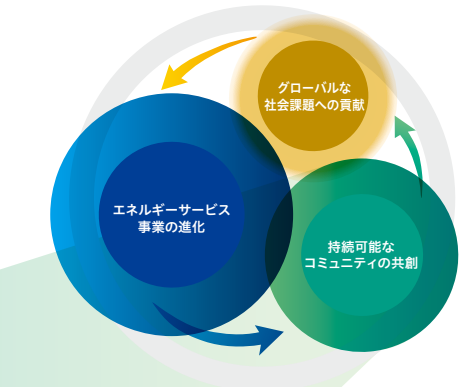 グローバルな
社会課題への貢献
エネルギーサービス
事業の進化
持続可能な
コミュニティの共創